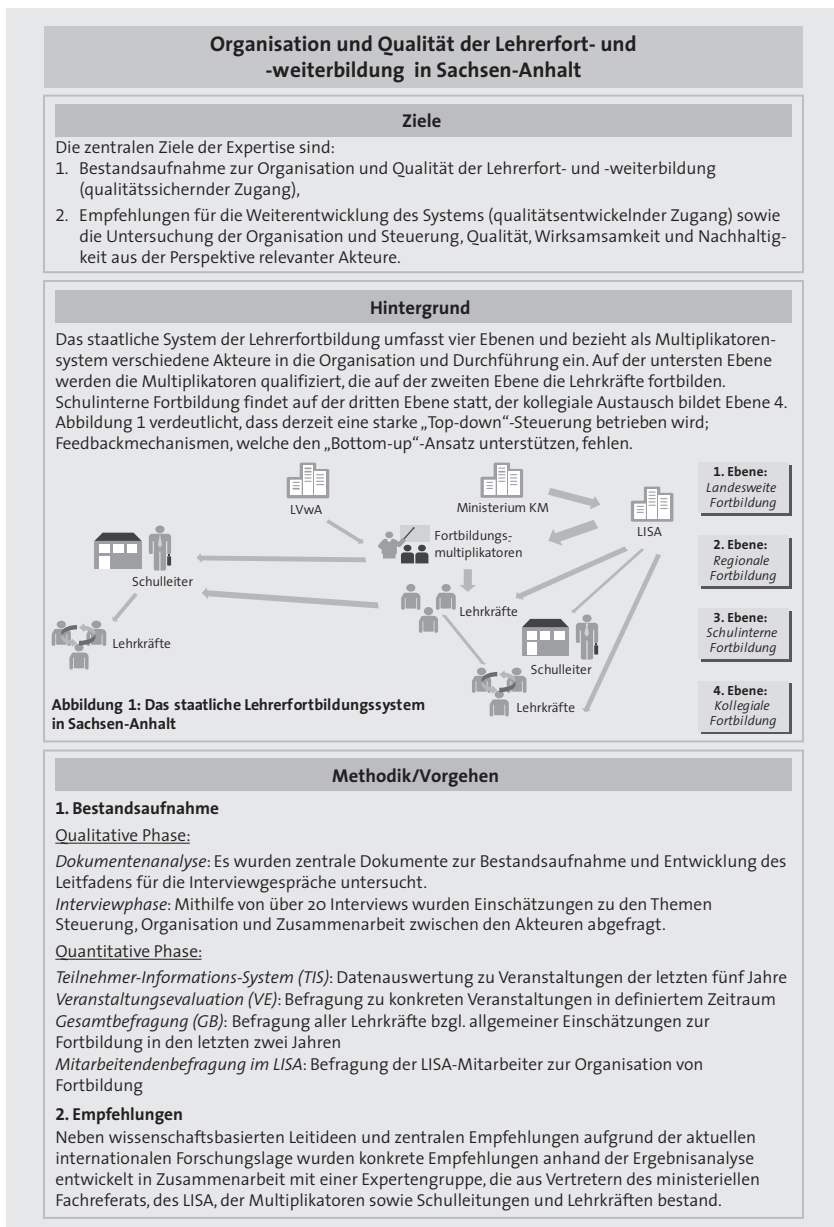 Organisation und Qualität der Lehrerfort- und
-weiterbildung in Sachsen-Anhalt
Ziele
Die zentralen Ziele der Expertise sind:
1. Bestandsaufnahme zur Organisation und Qualität der Lehrerfort- und -weiterbildung
(qualitätssichernder Zugang),
2. Empfehlungen für die Weiterentwicklung des Systems (qualitätsentwickelnder Zugang) sowie
die Untersuchung der Organisation und Steuerung, Qualität, Wirksamsamkeit und Nachhaltig-
keit aus der Perspektive relevanter Akteure.
Hintergrund
Das staatliche System der Lehrerfortbildung umfasst vier Ebenen und bezieht als Multiplikatoren-
system verschiedene Akteure in die Organisation und Durchführung ein. Auf der untersten Ebene
werden die Multiplikatoren qualifiziert, die auf der zweiten Ebene die Lehrkräfte fortbilden.
Schulinterne Fortbildung findet auf der dritten Ebene statt, der kollegiale Austausch bildet Ebene 4.
Abbildung 1 verdeutlicht, dass derzeit eine starke „Top-down“-Steuerung betrieben wird;
Feedbackmechanismen, welche den „Bottom-up“-Ansatz unterstützen, fehlen.
LVwA
Ministerium KM
LISA
1. Ebene:
Landesweite
Fortbildung
Fortbildungs-
multiplikatoren
Schulleiter
2. Ebene:
Regionale
Fortbildung
Lehrkräfte
Lehrkräfte
3. Ebene:
Schulinterne
Fortbildung
Schulleiter
Lehrkräfte
4. Ebene:
Kollegiale
Fortbildung
Abbildung 1: Das staatliche Lehrerfortbildungssystem
in Sachsen-Anhalt
Methodik/Vorgehen
1. Bestandsaufnahme
Qualitative Phase:
Dokumentenanalyse: Es wurden zentrale Dokumente zur Bestandsaufnahme und Entwicklung des
Leitfadens für die Interviewgespräche untersucht.
Interviewphase: Mithilfe von über 20 Interviews wurden Einschätzungen zu den Themen
Steuerung, Organisation und Zusammenarbeit zwischen den Akteuren abgefragt.
Quantitative Phase:
Teilnehmer-Informations-System (TIS): Datenauswertung zu Veranstaltungen der letzten fünf Jahre
Veranstaltungsevaluation (VE): Befragung zu konkreten Veranstaltungen in definiertem Zeitraum
Gesamtbefragung (GB): Befragung aller Lehrkräfte bzgl. allgemeiner Einschätzungen zur
Fortbildung in den letzten zwei Jahren
Mitarbeitendenbefragung im LISA: Befragung der LISA-Mitarbeiter zur Organisation von
Fortbildung
2. Empfehlungen
Neben wissenschaftsbasierten Leitideen und zentralen Empfehlungen aufgrund der aktuellen
internationalen Forschungslage wurden konkrete Empfehlungen anhand der Ergebnisanalyse
entwickelt in Zusammenarbeit mit einer Expertengruppe, die aus Vertretern des ministeriellen
Fachreferats, des LISA, der Multiplikatoren sowie Schulleitungen und Lehrkräften bestand.